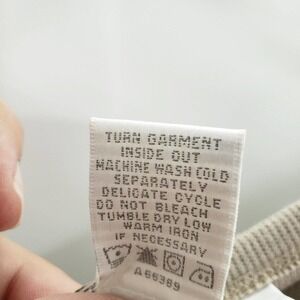 TURN GARMENT
INSIDE OUT
MACHINE WASH COLD
SEPARATELY
DELICATE CYCLE
DO NOT BLEACH
TUMBLE DRY LOW
WARM IRON
IF NECESSARY
A66389